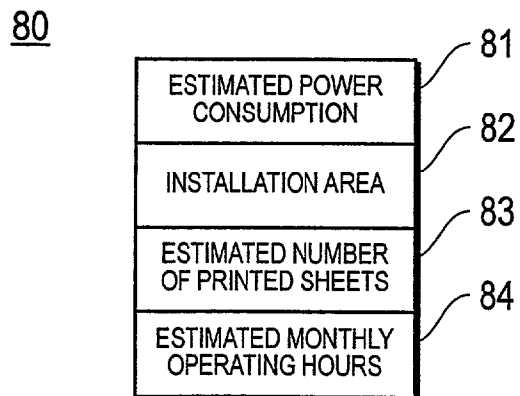 80
81
ESTIMATED POWER
CONSUMPTION
82
INSTALLATION AREA
83
ESTIMATED NUMBER
OF PRINTED SHEETS
84
ESTIMATED MONTHLY
OPERATING HOURS